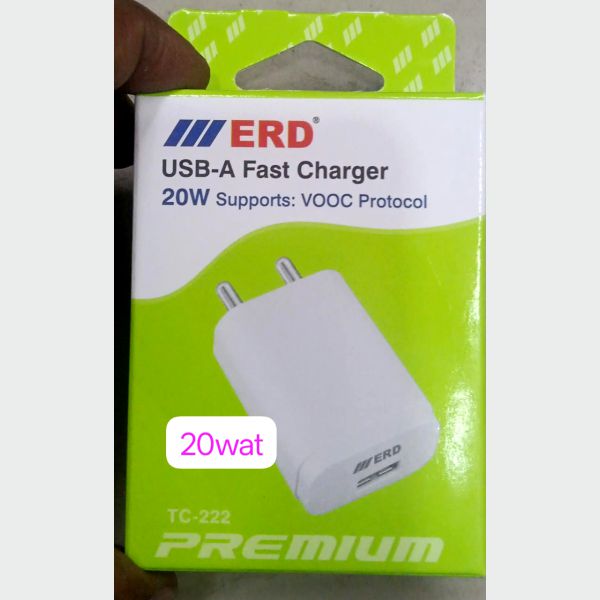 ERD®
USB-A Fast Charger
20W Supports: VOOC Protocol
ERD
20wat
TC-222
PREMIUM